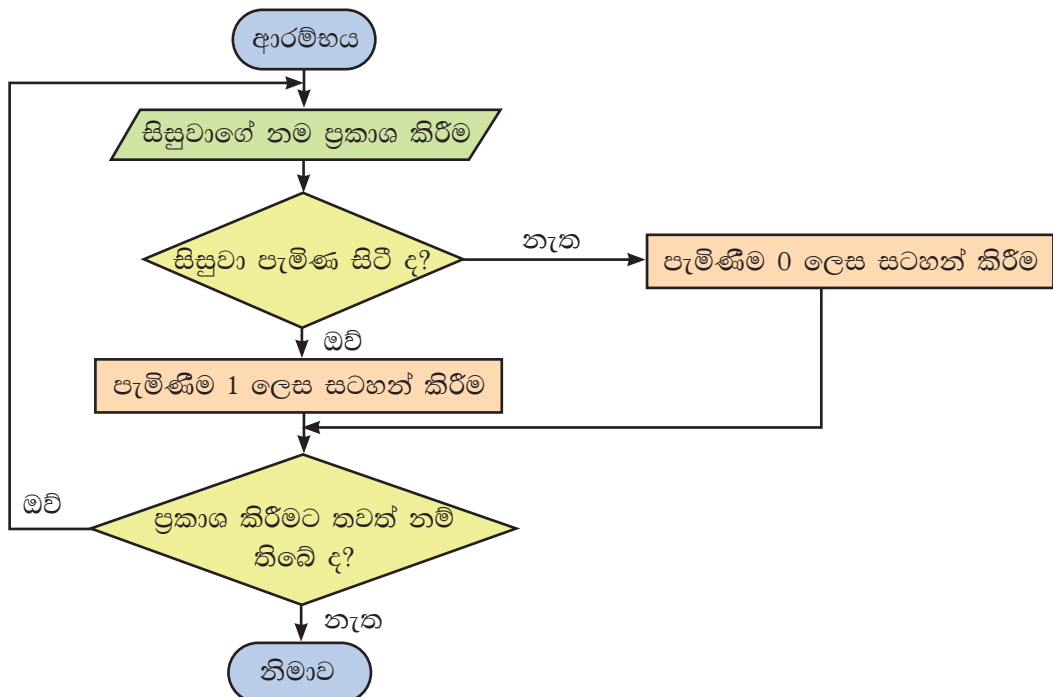 ආරම්භය
සිසුවාගේ නම ප්‍රකාශ කිරීම
සිසුවා පැමිණ සිටී ද?
නැත
පැමිණීම 0 ලෙස සටහන් කිරීම
ඔව්
පැමිණීම 1 ලෙස සටහන් කිරීම
ඔව්
ප්‍රකාශ කිරීමට තවත් නම්
තිබේ ද?
නැත
නිමාව